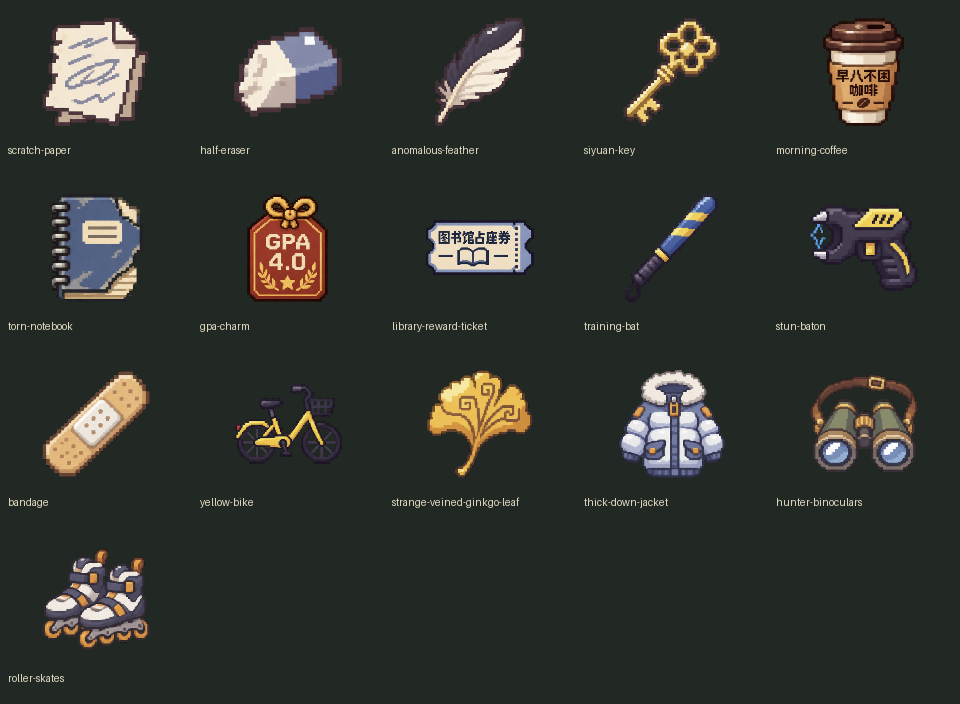 早八不困
咖啡
scratch-paper
half-eraser
anomalous-feather
siyuan-key
morning-coffee
GPA
4.0
图书馆占座券
torn-notebook
gpa-charm
library-reward-ticket
training-bat
stun-baton
bandage
yellow-bike
strange-veined-ginkgo-leaf
thick-down-jacket
hunter-binoculars
roller-skates